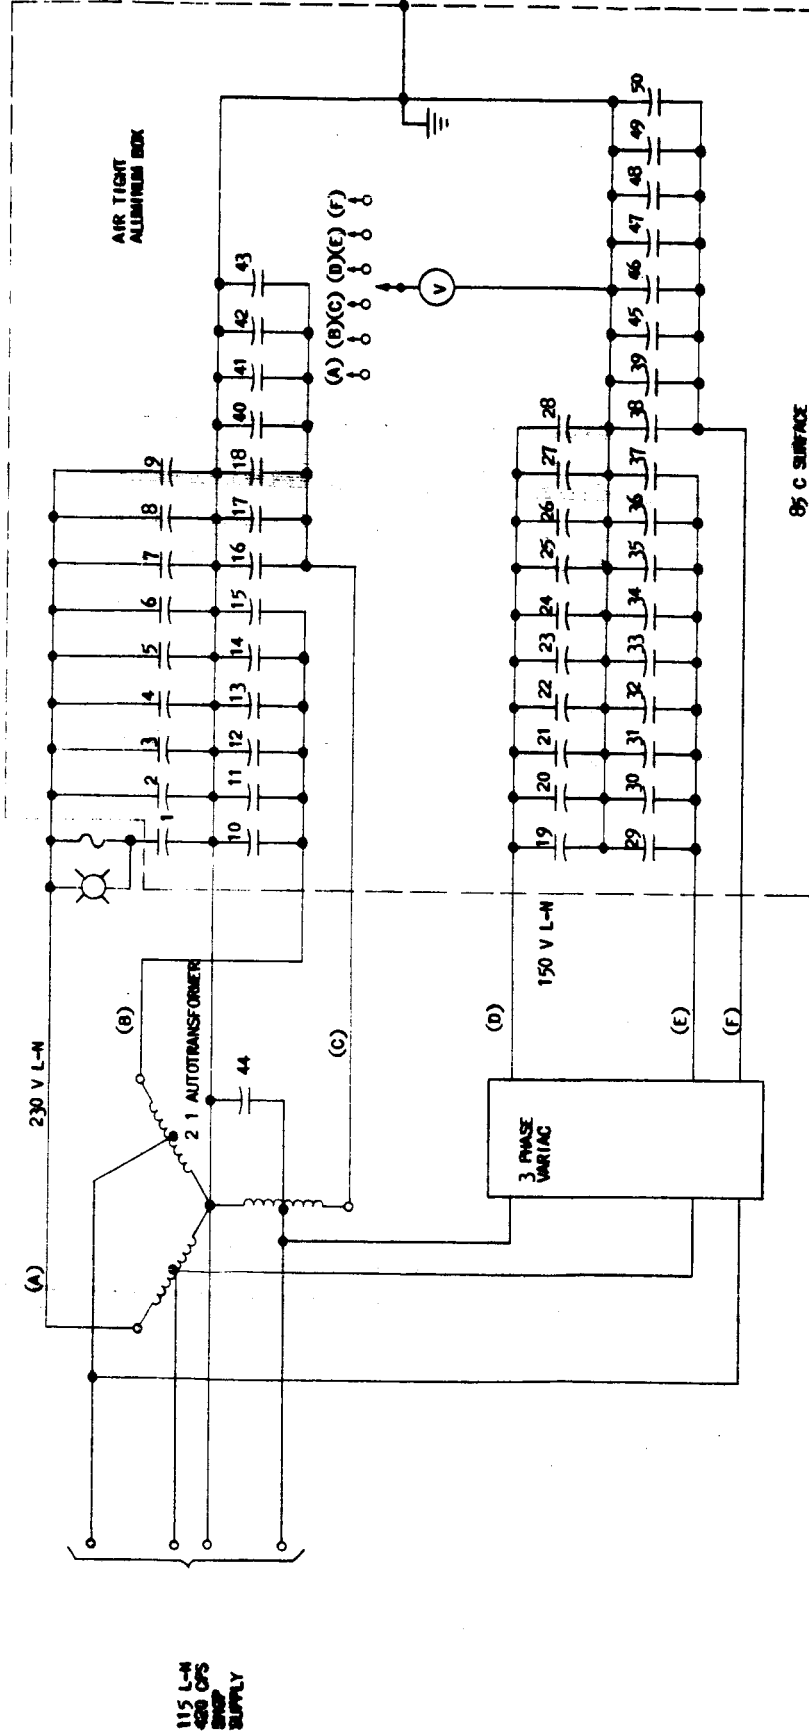 AIR TIGHT
ALUMINUM BOX
230 V L-N
(A)
(B)
2 1 AUTOTRANSFORMER
44
(C)
1 2 3 4 5 6 7 8 9
10 11 12 13 14 15 16 17 18 40 41 42 43
(A) (B)(C) (D)(E) (F)
V
115 L-N
CPS
SUPPLY
3 PHASE
VARIAC
(D)
150 V L-N
(E)
(F)
19 20 21 22 23 24 25 26 27 28
29 30 31 32 33 34 35 36 37 38 39 45 46 47 48 49 50
85 C SURFACE